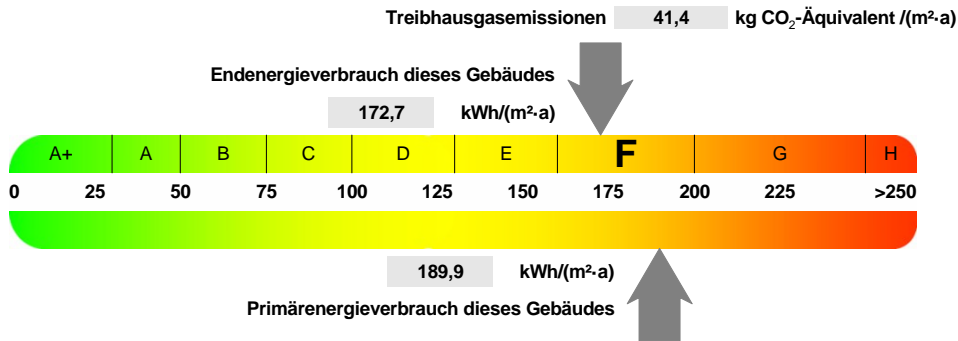 Treibhausgasemissionen 41,4 kg CO₂-Äquivalent /(m²·a)
Endenergieverbrauch dieses Gebäudes
172,7 kWh/(m²·a)
A+ A B C D E F G H
0 25 50 75 100 125 150 175 200 225 >250
189,9 kWh/(m²·a)
Primärenergieverbrauch dieses Gebäudes